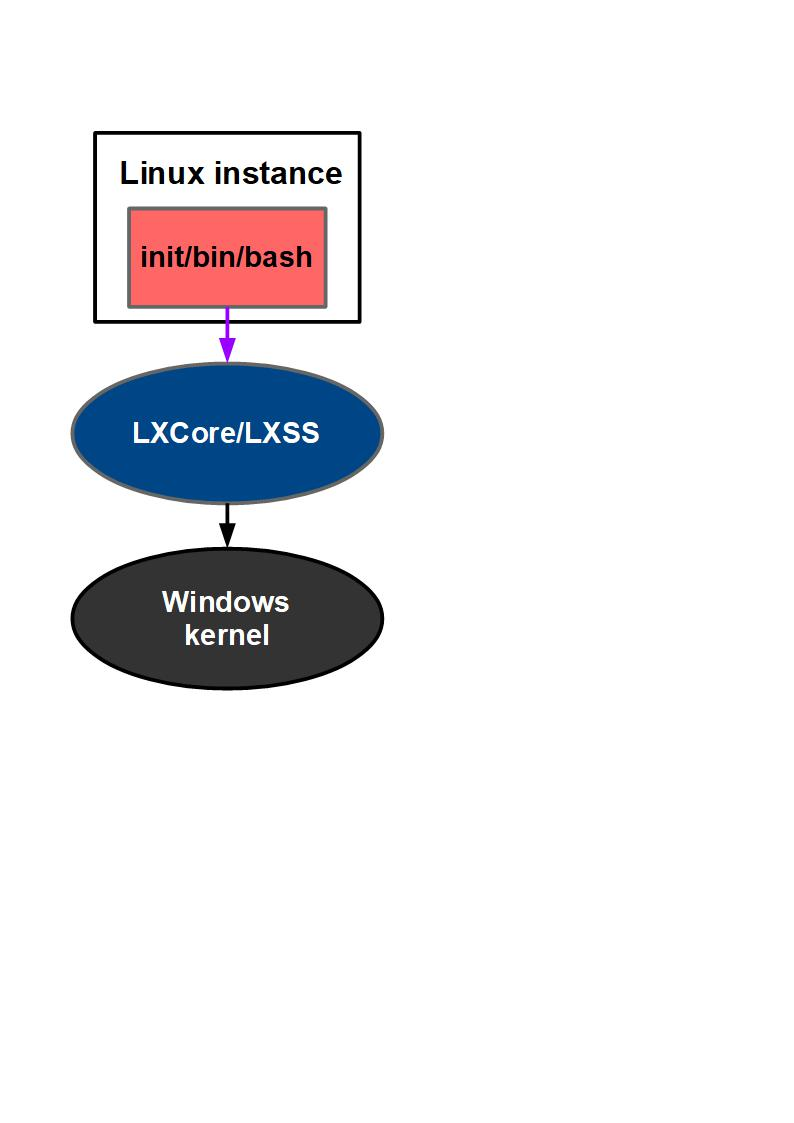 Linux instance
init/bin/bash
LXCore/LXSS
Windows
kernel